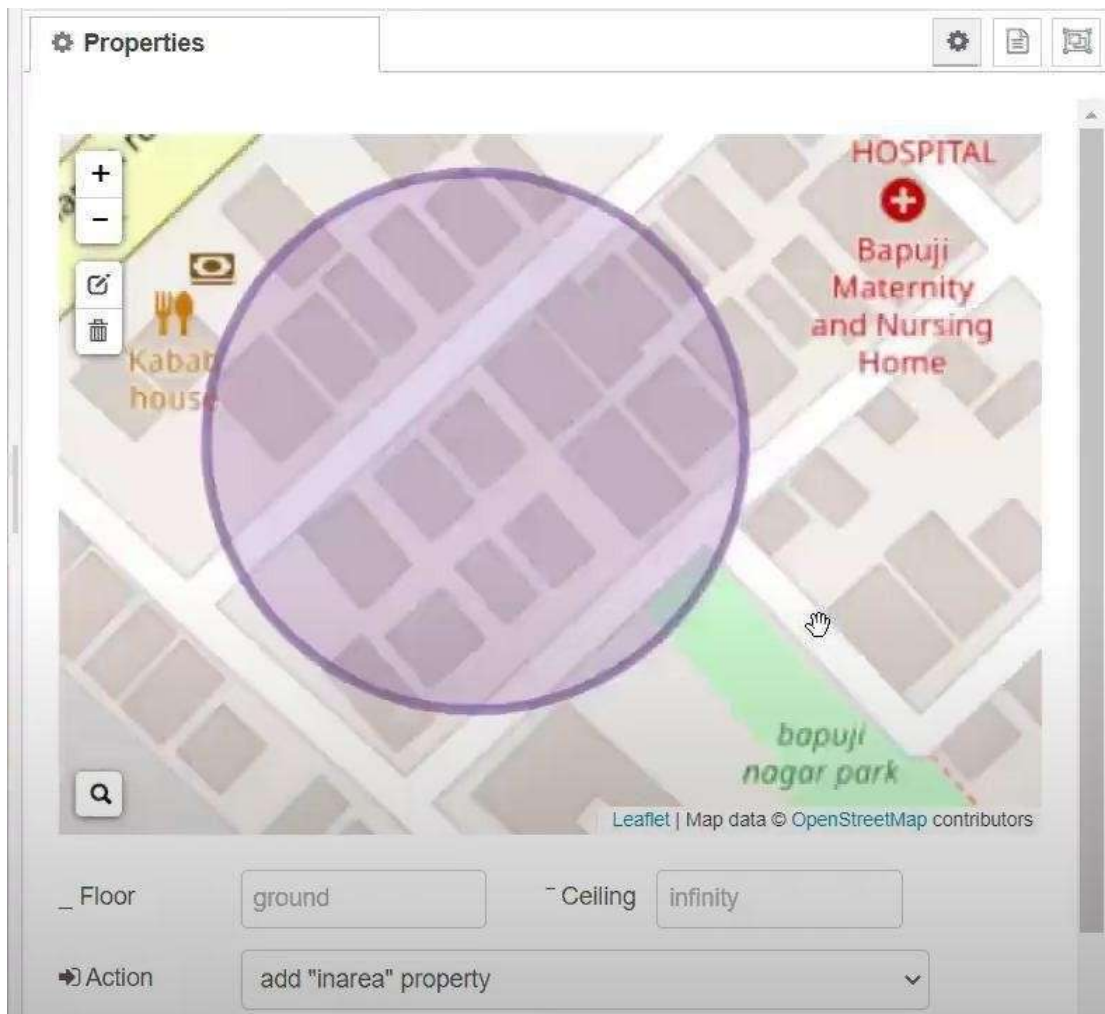 Properties
+
−
HOSPITAL
Bapuji
Maternity
and Nursing
Home
Kabab
house
bapuji
nagar park
Leaflet | Map data © OpenStreetMap contributors
_ Floor
ground
‾ Ceiling
infinity
Action
add "inarea" property